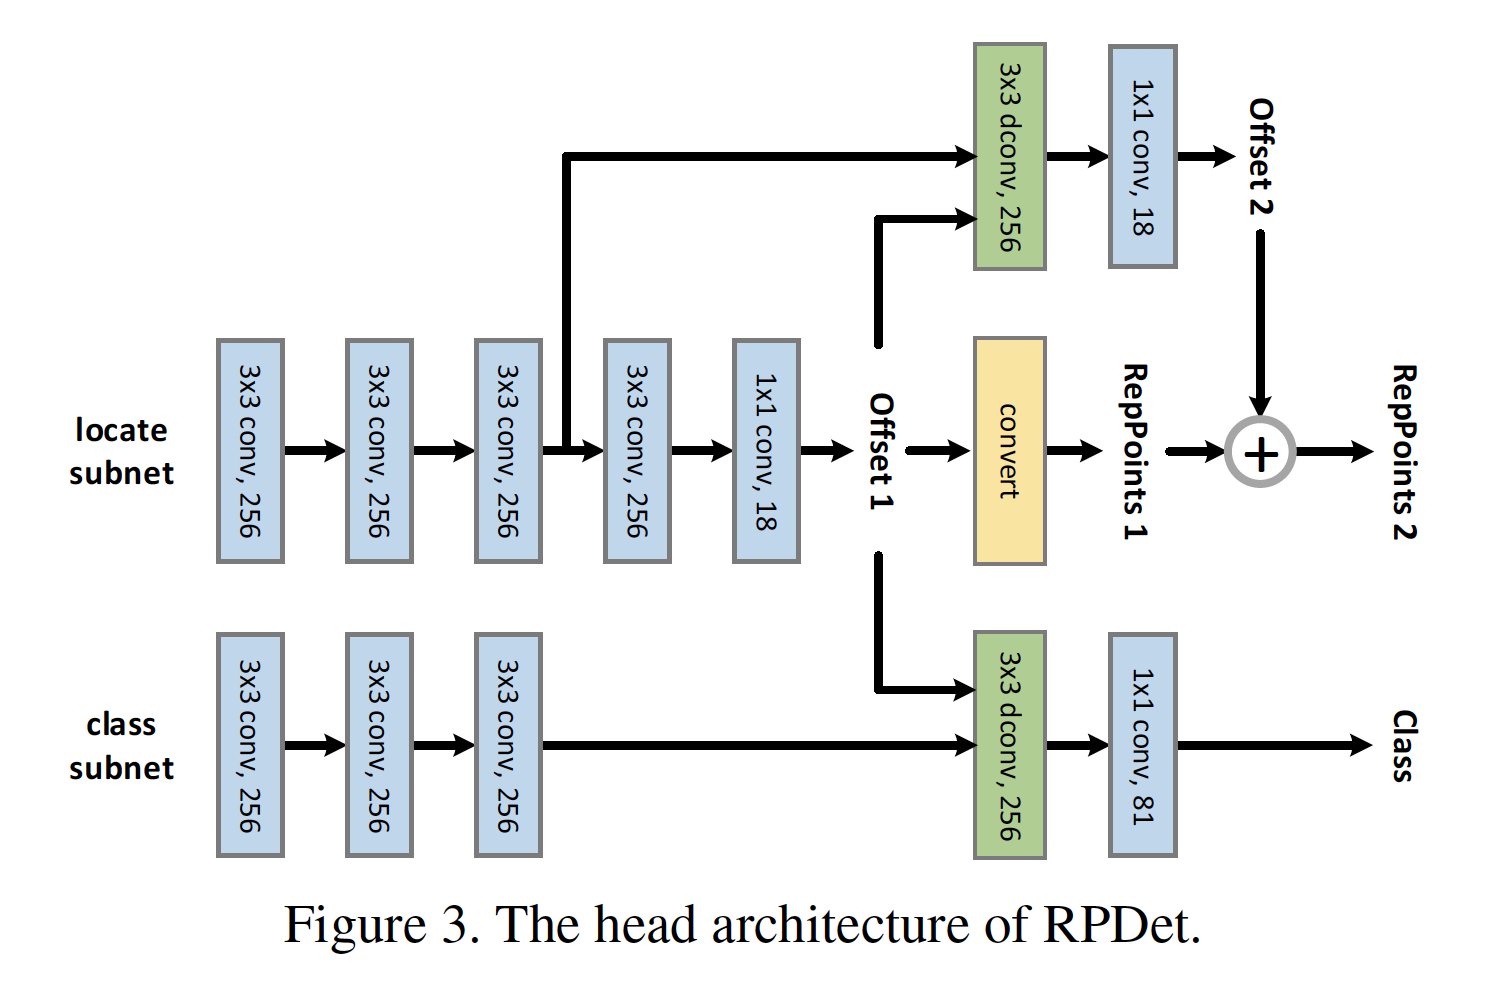 3x3 dconv, 256
1x1 conv, 18
Offset 2
locate
subnet
3x3 conv, 256
3x3 conv, 256
3x3 conv, 256
3x3 conv, 256
1x1 conv, 18
Offset 1
convert
RepPoints 1
+
RepPoints 2
class
subnet
3x3 conv, 256
3x3 conv, 256
3x3 conv, 256
3x3 dconv, 256
1x1 conv, 81
Class
Figure 3. The head architecture of RPDet.